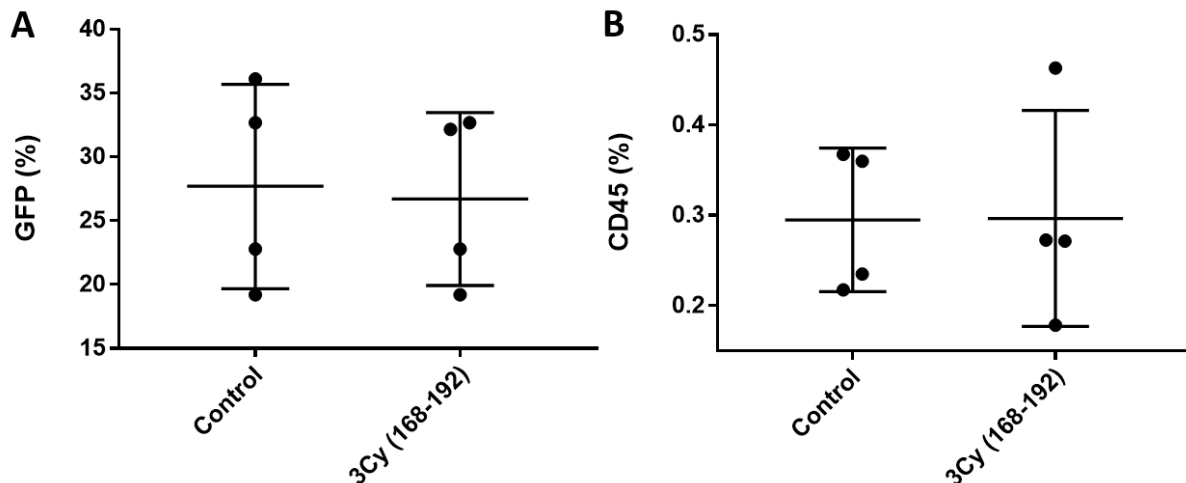 A
GFP (%)
40
35
30
25
20
15
Control
3Cy (168-192)
B
CD45 (%)
0.5
0.4
0.3
0.2
Control
3Cy (168-192)